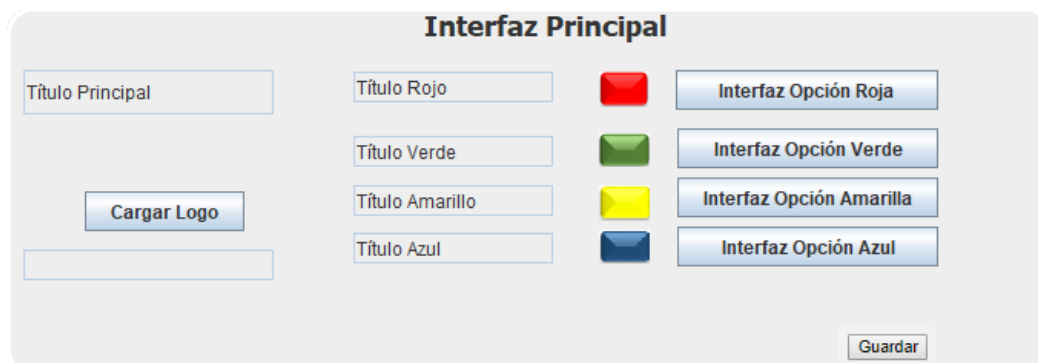 Interfaz Principal
Título Principal
Cargar Logo
Título Rojo
Interfaz Opción Roja
Título Verde
Interfaz Opción Verde
Título Amarillo
Interfaz Opción Amarilla
Título Azul
Interfaz Opción Azul
Guardar